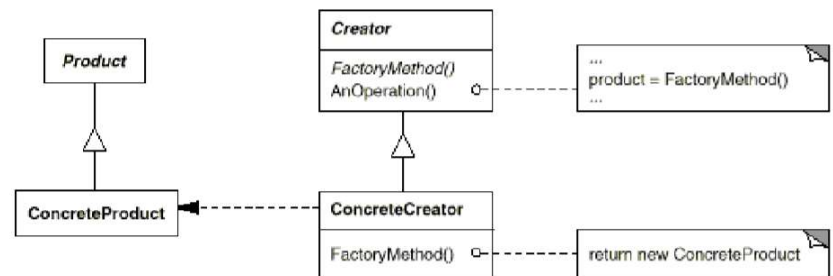 Creator
Product
FactoryMethod()
AnOperation()
...
product = FactoryMethod()
...
ConcreteProduct
ConcreteCreator
FactoryMethod()
return new ConcreteProduct